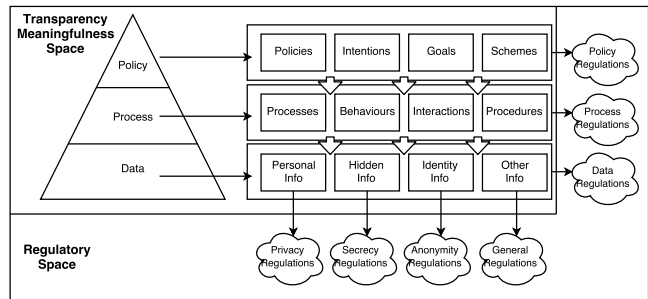 Transparency
Meaningfulness
Space
Policy
Policies
Intentions
Goals
Schemes
Policy
Regulations
Process
Processes
Behaviours
Interactions
Procedures
Process
Regulations
Data
Personal
Info
Hidden
Info
Identity
Info
Other
Info
Data
Regulations
Regulatory
Space
Privacy
Regulations
Secrecy
Regulations
Anonymity
Regulations
General
Regulations